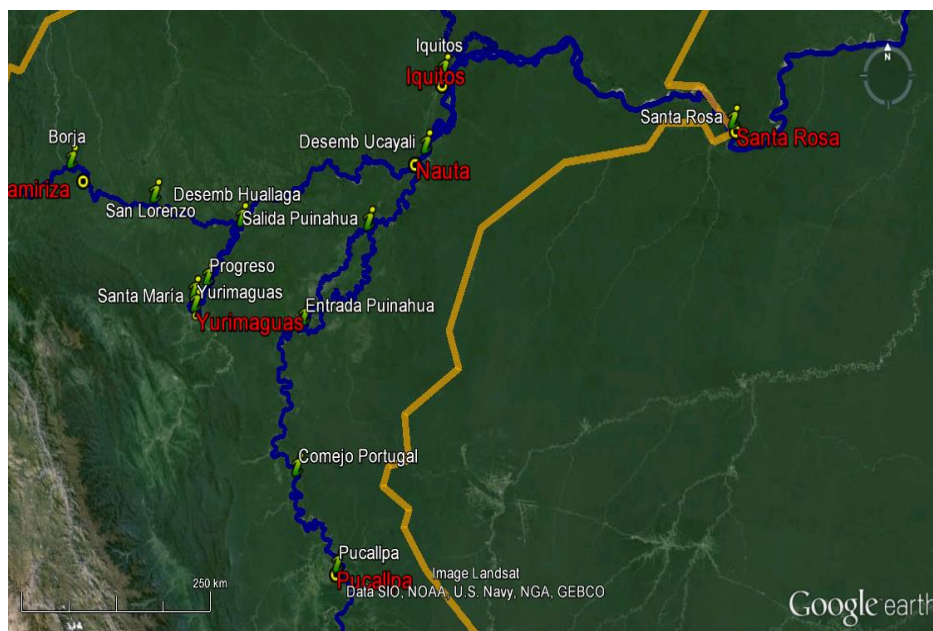 Iquitos
Iquitos
N
Santa Rosa
Santa Rosa
Desemb Ucayali
Nauta
Borja
amiriza
San Lorenzo
Desemb Huallaga
Salida Puinahua
Progreso
Santa María
Yurimaguas
Yurimaguas
Entrada Puinahua
Comejo Portugal
Pucallpa
Pucallpa
Image Landsat
Data SIO, NOAA, U.S. Navy, NGA, GEBCO
250 km
Google earth